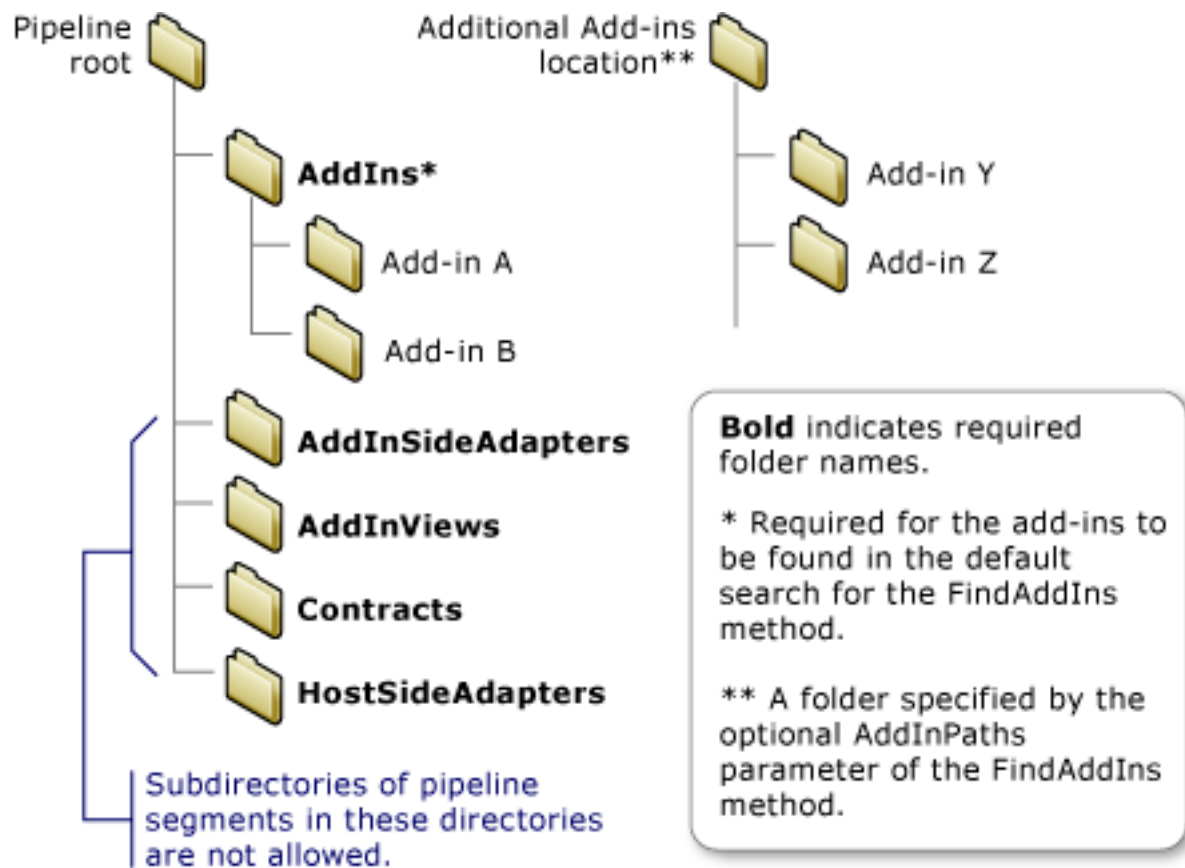 Pipeline
root
Additional Add-ins
location**
AddIns*
Add-in A
Add-in B
Add-in Y
Add-in Z
AddInSideAdapters
AddInViews
Contracts
HostSideAdapters
Subdirectories of pipeline
segments in these directories
are not allowed.
Bold indicates required
folder names.
* Required for the add-ins to
be found in the default
search for the FindAddIns
method.
** A folder specified by the
optional AddInPaths
parameter of the FindAddIns
method.